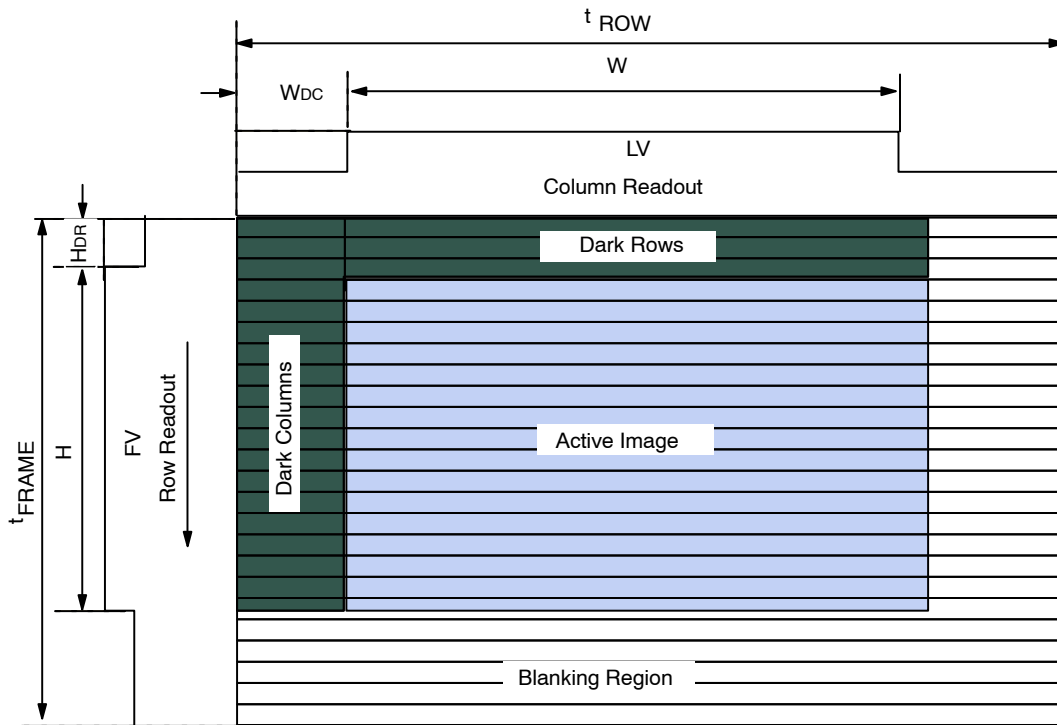 t ROW
W
WDC
LV
Column Readout
HDR
Dark Rows
Dark Columns
Active Image
Row Readout
FV
H
tFRAME
Blanking Region